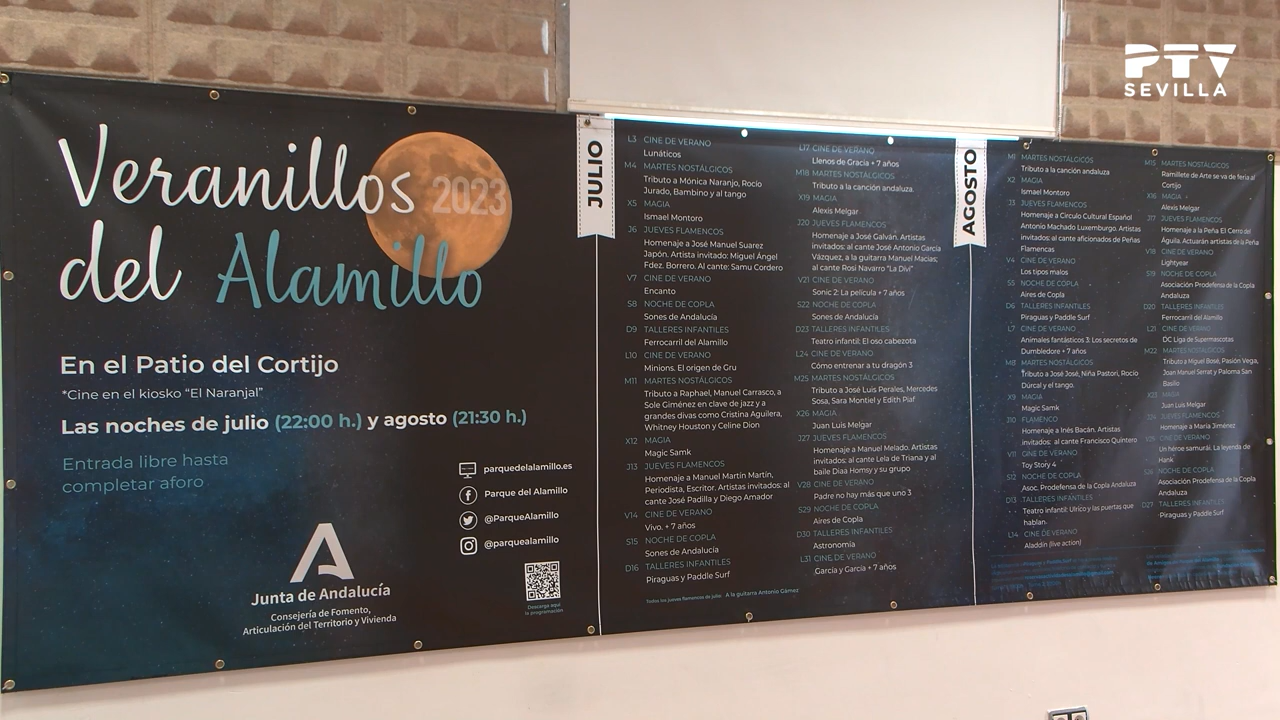 PTV
SEVILLA
Veranillos 2023
del Alamillo
En el Patio del Cortijo
*Cine en el kiosko “El Naranjal”
Las noches de julio (22:00 h.) y agosto (21:30 h.)
Entrada libre hasta
completar aforo
parquedelalamillo.es
Parque del Alamillo
@ParqueAlamillo
@parquealamillo
Descarga aquí
la programación
Junta de Andalucía
Consejería de Fomento,
Articulación del Territorio y Vivienda
JULIO
L3 CINE DE VERANO
Lunáticos
M4 MARTES NOSTÁLGICOS
Tributo a Mónica Naranjo, Rocío
Jurado, Bambino y al tango
X5 MAGIA
Ismael Montoro
J6 JUEVES FLAMENCOS
Homenaje a José Manuel Suarez
Japón. Artista invitado: Miguel Ángel
Fdez. Borrero. Al cante: Samu Cordero
V7 CINE DE VERANO
Encanto
S8 NOCHE DE COPLA
Sones de Andalucía
D9 TALLERES INFANTILES
Ferrocarril del Alamillo
L10 CINE DE VERANO
Minions. El origen de Gru
M11 MARTES NOSTÁLGICOS
Tributo a Raphael, Manuel Carrasco, a
Sole Giménez en clave de jazz y a
grandes divas como Cristina Aguilera,
Whitney Houston y Celine Dion
X12 MAGIA
Magic Samk
J13 JUEVES FLAMENCOS
Homenaje a Manuel Martín Martín,
Periodista, Escritor. Artistas invitados: al
cante José Padilla y Diego Amador
V14 CINE DE VERANO
Vivo. + 7 años
S15 NOCHE DE COPLA
Sones de Andalucía
D16 TALLERES INFANTILES
Piraguas y Paddle Surf
Todos los jueves flamencos de julio: A la guitarra Antonio Gámez
L17 CINE DE VERANO
Llenos de Gracia + 7 años
M18 MARTES NOSTÁLGICOS
Tributo a la canción andaluza.
X19 MAGIA
Alexis Melgar
J20 JUEVES FLAMENCOS
Homenaje a José Galván. Artistas
invitados: al cante José Antonio García
Vázquez, a la guitarra Manuel Macias;
al cante Rosi Navarro “La Divi”
V21 CINE DE VERANO
Sonic 2: La película + 7 años
S22 NOCHE DE COPLA
Sones de Andalucía
D23 TALLERES INFANTILES
Teatro infantil: El oso cabezota
L24 CINE DE VERANO
Cómo entrenar a tu dragón 3
M25 MARTES NOSTÁLGICOS
Tributo a José Luis Perales, Mercedes
Sosa, Sara Montiel y Edith Piaf
X26 MAGIA
Juan Luis Melgar
J27 JUEVES FLAMENCOS
Homenaje a Manuel Melado. Artistas
invitados: al cante Lela de Triana y al
baile Diaa Homsy y su grupo
V28 CINE DE VERANO
Padre no hay más que uno 3
S29 NOCHE DE COPLA
Aires de Copla
D30 TALLERES INFANTILES
Astronomía
L31 CINE DE VERANO
García y García + 7 años
AGOSTO
M1 MARTES NOSTÁLGICOS
Tributo a la canción andaluza
X2 MAGIA
Ismael Montoro
J3 JUEVES FLAMENCOS
Homenaje a Circulo Cultural Español
Antonio Machado Luxemburgo. Artistas
invitados: al cante aficionados de Peñas
Flamencas
V4 CINE DE VERANO
Los tipos malos
S5 NOCHE DE COPLA
Aires de Copla
D6 TALLERES INFANTILES
Piraguas y Paddle Surf
L7 CINE DE VERANO
Animales fantásticos 3: Los secretos de
Dumbledore + 7 años
M8 MARTES NOSTÁLGICOS
Tributo a José José, Niña Pastori, Rocío
Dúrcal y el tango.
X9 MAGIA
Magic Samk
J10 FLAMENCO
Homenaje a Inés Bacán. Artistas
invitados: al cante Francisco Quintero
V11 CINE DE VERANO
Toy Story 4
S12 NOCHE DE COPLA
Asoc. Prodefensa de la Copla Andaluza
D13 TALLERES INFANTILES
Teatro infantil: Ulrico y las puertas que
hablan.
L14 CINE DE VERANO
Aladdín (live action)
M15 MARTES NOSTÁLGICOS
Ramillete de Arte se va de feria al
Cortijo
X16 MAGIA
Alexis Melgar
J17 JUEVES FLAMENCOS
Homenaje a la Peña El Cerro del
Águila. Actuarán artistas de la Peña
V18 CINE DE VERANO
Lightyear
S19 NOCHE DE COPLA
Asociación Prodefensa de la Copla
Andaluza
D20 TALLERES INFANTILES
Ferrocarril del Alamillo
L21 CINE DE VERANO
DC Liga de Supermascotas
M22 MARTES NOSTÁLGICOS
Tributo a Miguel Bosé, Pasión Vega,
Joan Manuel Serrat y Paloma San
Basilio
X23 MAGIA
Juan Luis Melgar
J24 JUEVES FLAMENCOS
Homenaje a María Jiménez
V25 CINE DE VERANO
Un héroe samurái. La leyenda de
Hank
S26 NOCHE DE COPLA
Asociación Prodefensa de la Copla
Andaluza
D27 TALLERES INFANTILES
Piraguas y Paddle Surf